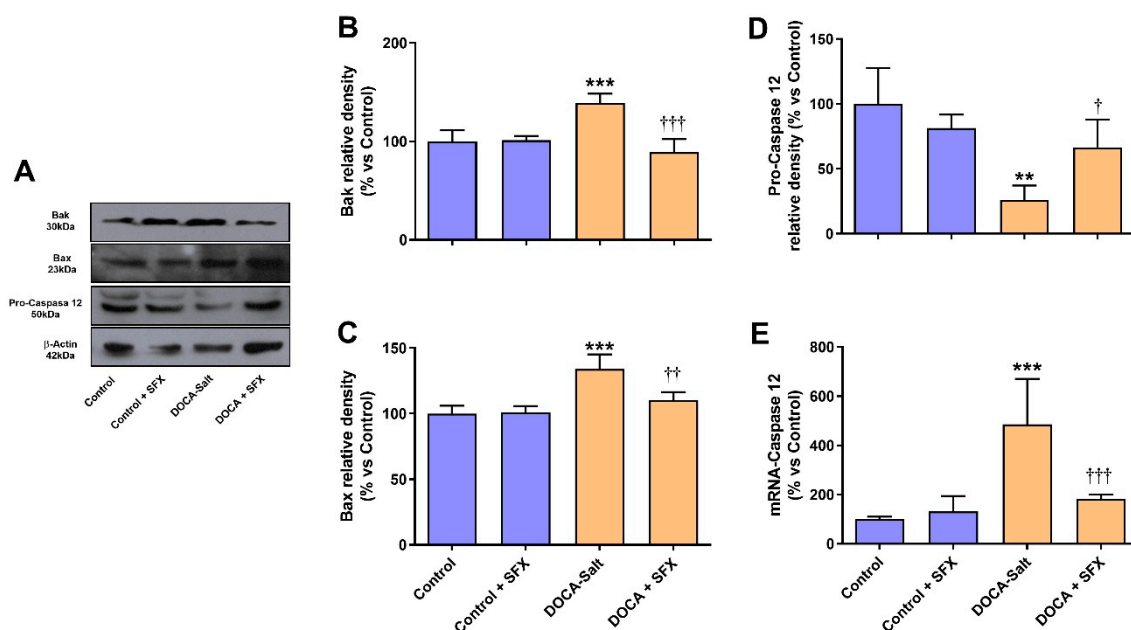 A
Bak
30kDa
Bax
23kDa
Pro-Caspasa 12
50kDa
β-Actin
42kDa
Control
Control + SFX
DOCA-Salt
DOCA + SFX
B
Bak relative density
(% vs Control)
200
100
0
***
†††
C
Bax relative density
(% vs Control)
150
100
50
0
***
††
Control
Control + SFX
DOCA-Salt
DOCA + SFX
D
Pro-Caspase 12
relative density (% vs Control)
150
100
50
0
**
†
E
mRNA-Caspase 12
(% vs Control)
800
600
400
200
0
***
†††
Control
Control + SFX
DOCA-Salt
DOCA + SFX